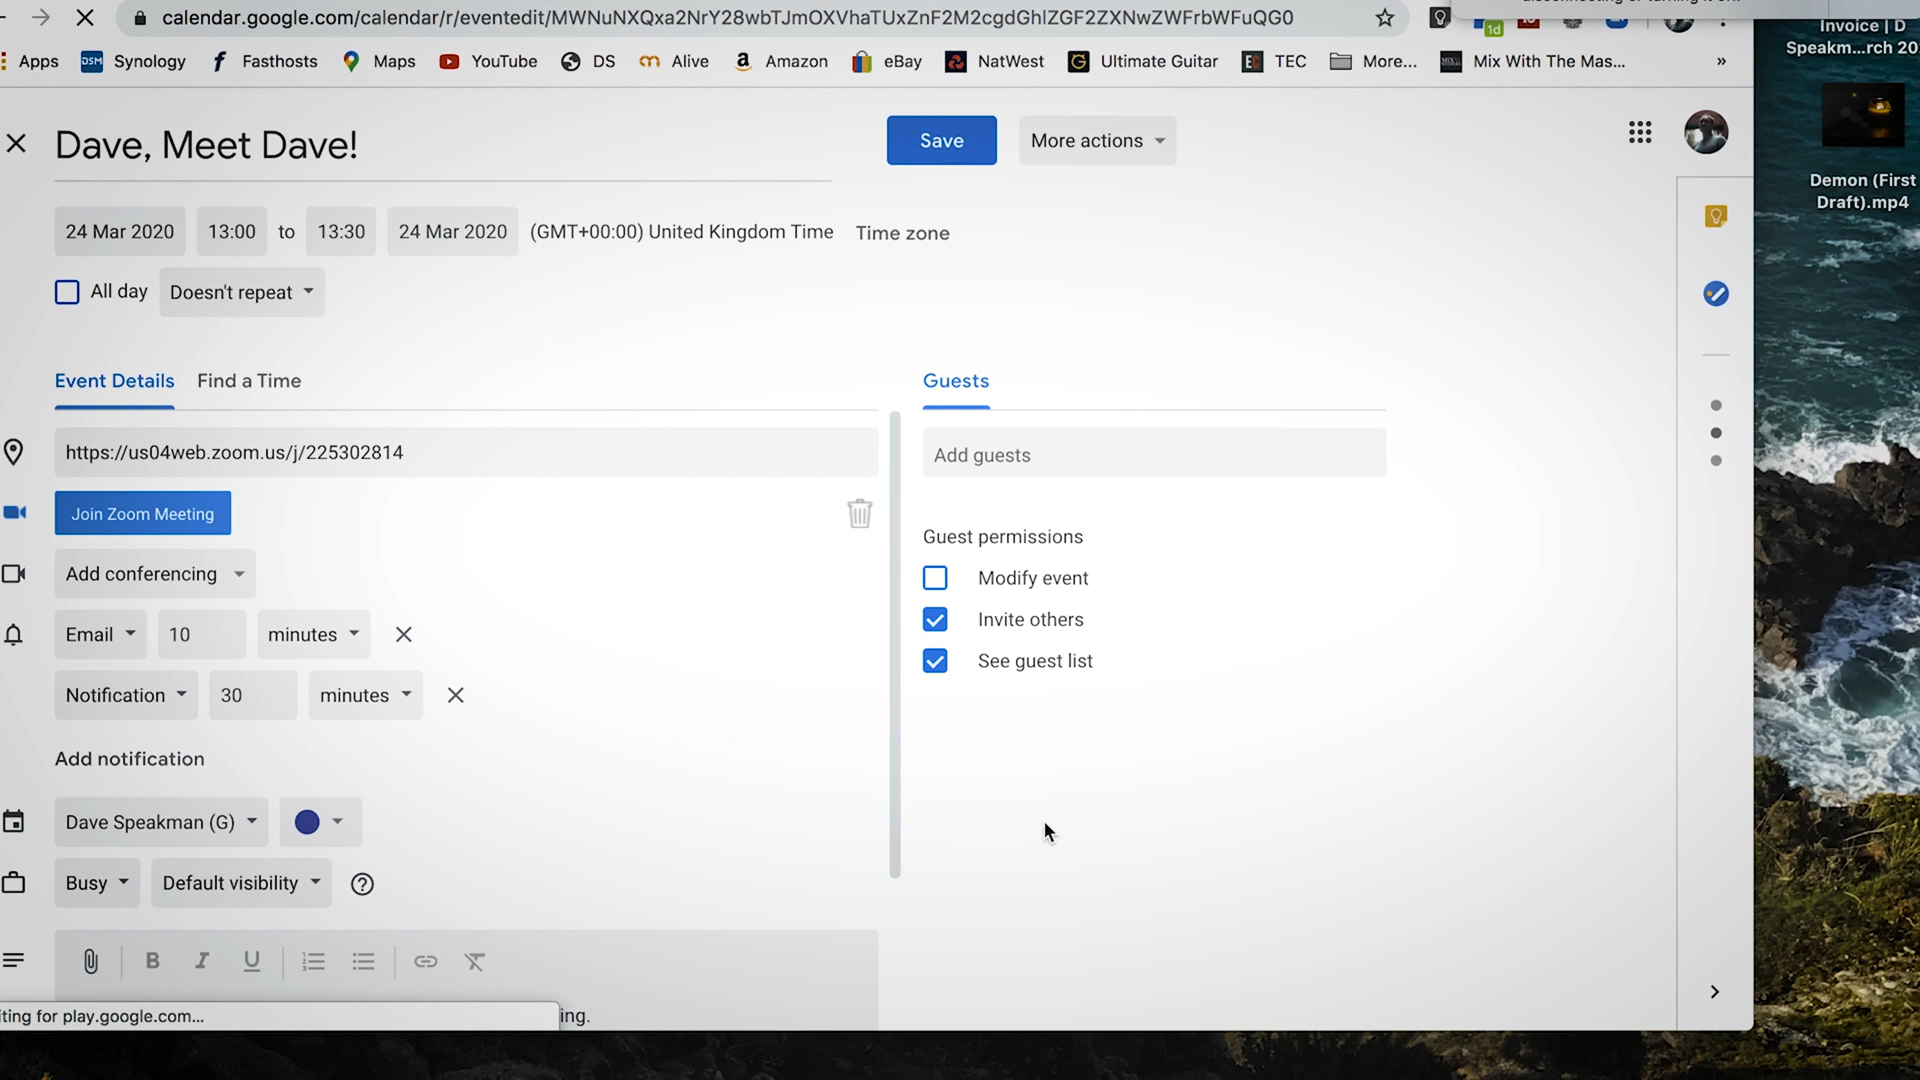 calendar.google.com/calendar/r/eventedit/MWNuNXQxa2NrY28wbTJmOXVhaTUxZnF2M2cgdGhlZGF2ZXNwZWFrbWFuQG0
1d
Apps Synology Fasthosts Maps YouTube DS Alive Amazon eBay NatWest Ultimate Guitar TEC More... Mix With The Mas... »
Invoice | D
Speakm...rch 20
Dave, Meet Dave!
Save
More actions
Demon (First
Draft).mp4
24 Mar 2020 13:00 to 13:30 24 Mar 2020 (GMT+00:00) United Kingdom Time Time zone
All day Doesn't repeat
Event Details Find a Time
Guests
https://us04web.zoom.us/j/225302814
Add guests
Join Zoom Meeting
Guest permissions
Add conferencing
Modify event
Email 10 minutes
Invite others
See guest list
Notification 30 minutes
Add notification
Dave Speakman (G)
Busy Default visibility
B I U
iting for play.google.com...
ing.